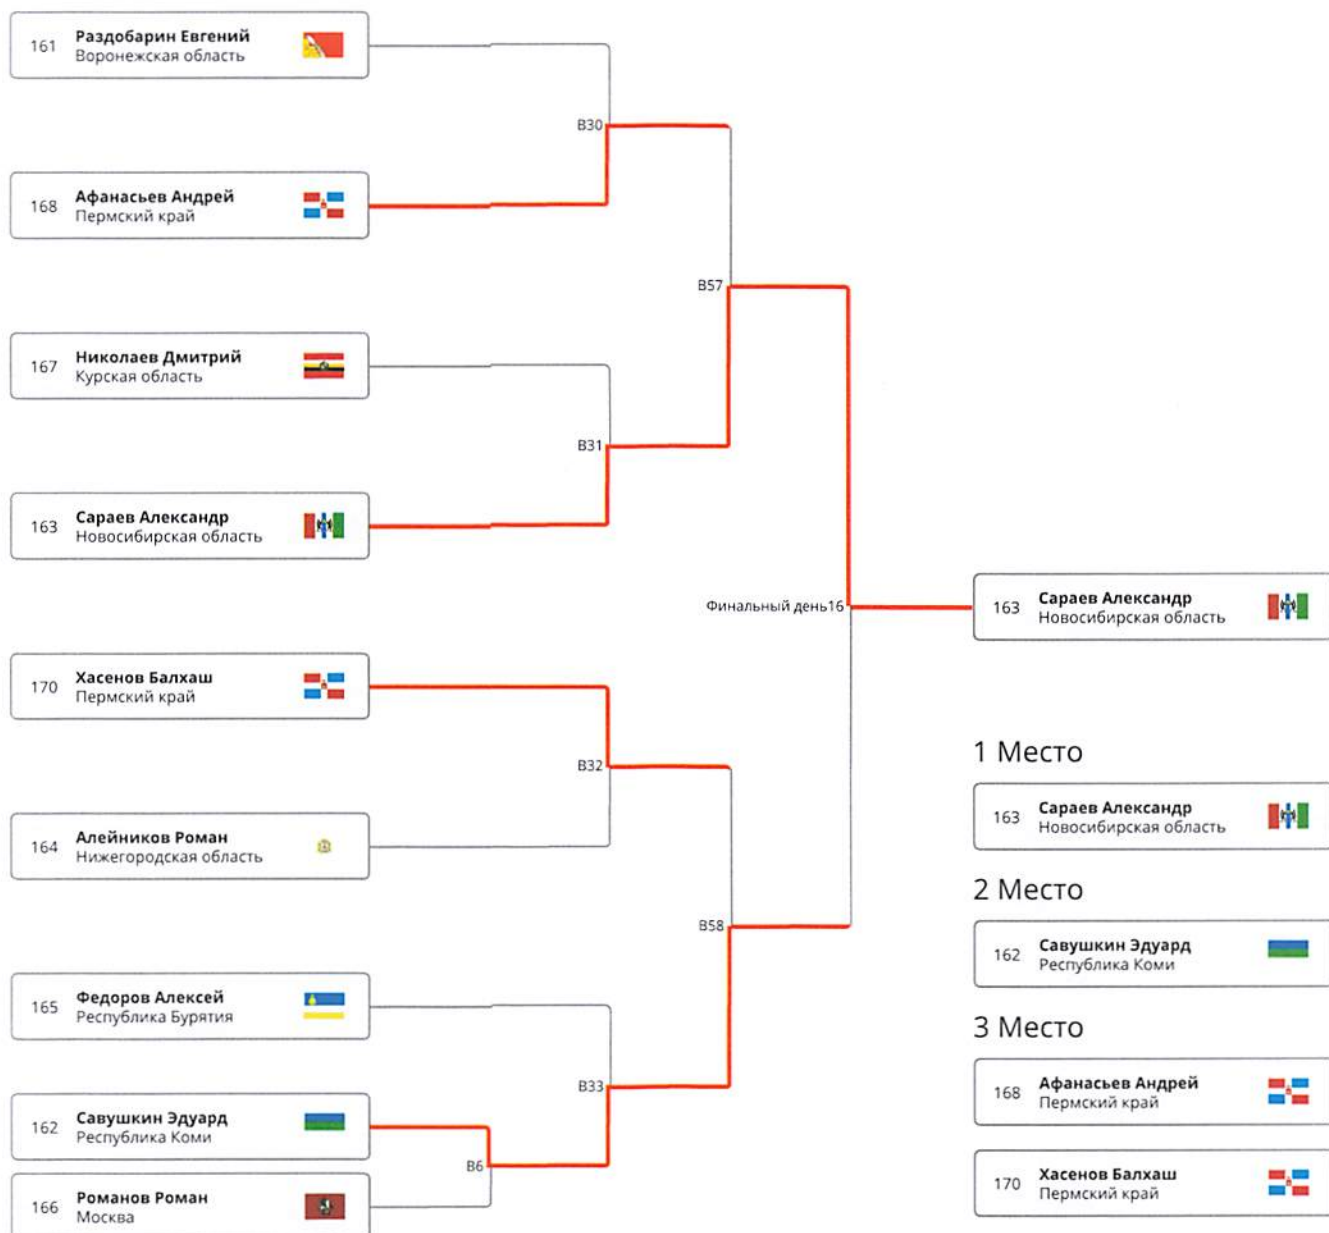 161
Раздобарин Евгений
Воронежская область
B30
168
Афанасьев Андрей
Пермский край
B57
167
Николаев Дмитрий
Курская область
B31
163
Сараев Александр
Новосибирская область
Финальный день16
163
Сараев Александр
Новосибирская область
170
Хасенов Балхаш
Пермский край
B32
164
Алейников Роман
Нижегородская область
B58
165
Федоров Алексей
Республика Бурятия
B33
162
Савушкин Эдуард
Республика Коми
B6
166
Романов Роман
Москва
1 Место
163
Сараев Александр
Новосибирская область
2 Место
162
Савушкин Эдуард
Республика Коми
3 Место
168
Афанасьев Андрей
Пермский край
170
Хасенов Балхаш
Пермский край